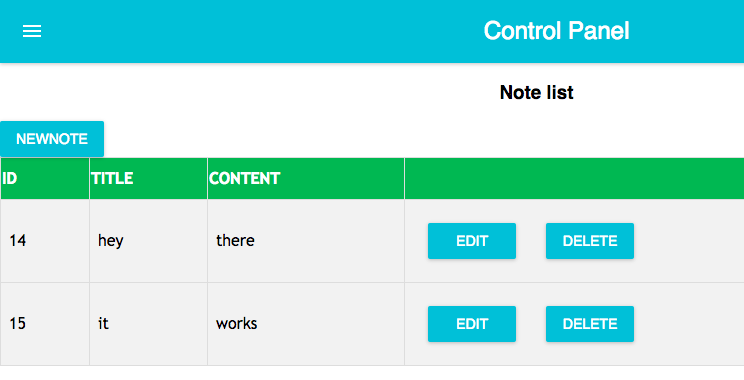 Control Panel
Note list
NEWNOTE
ID TITLE CONTENT
14 hey there EDIT DELETE
15 it works EDIT DELETE